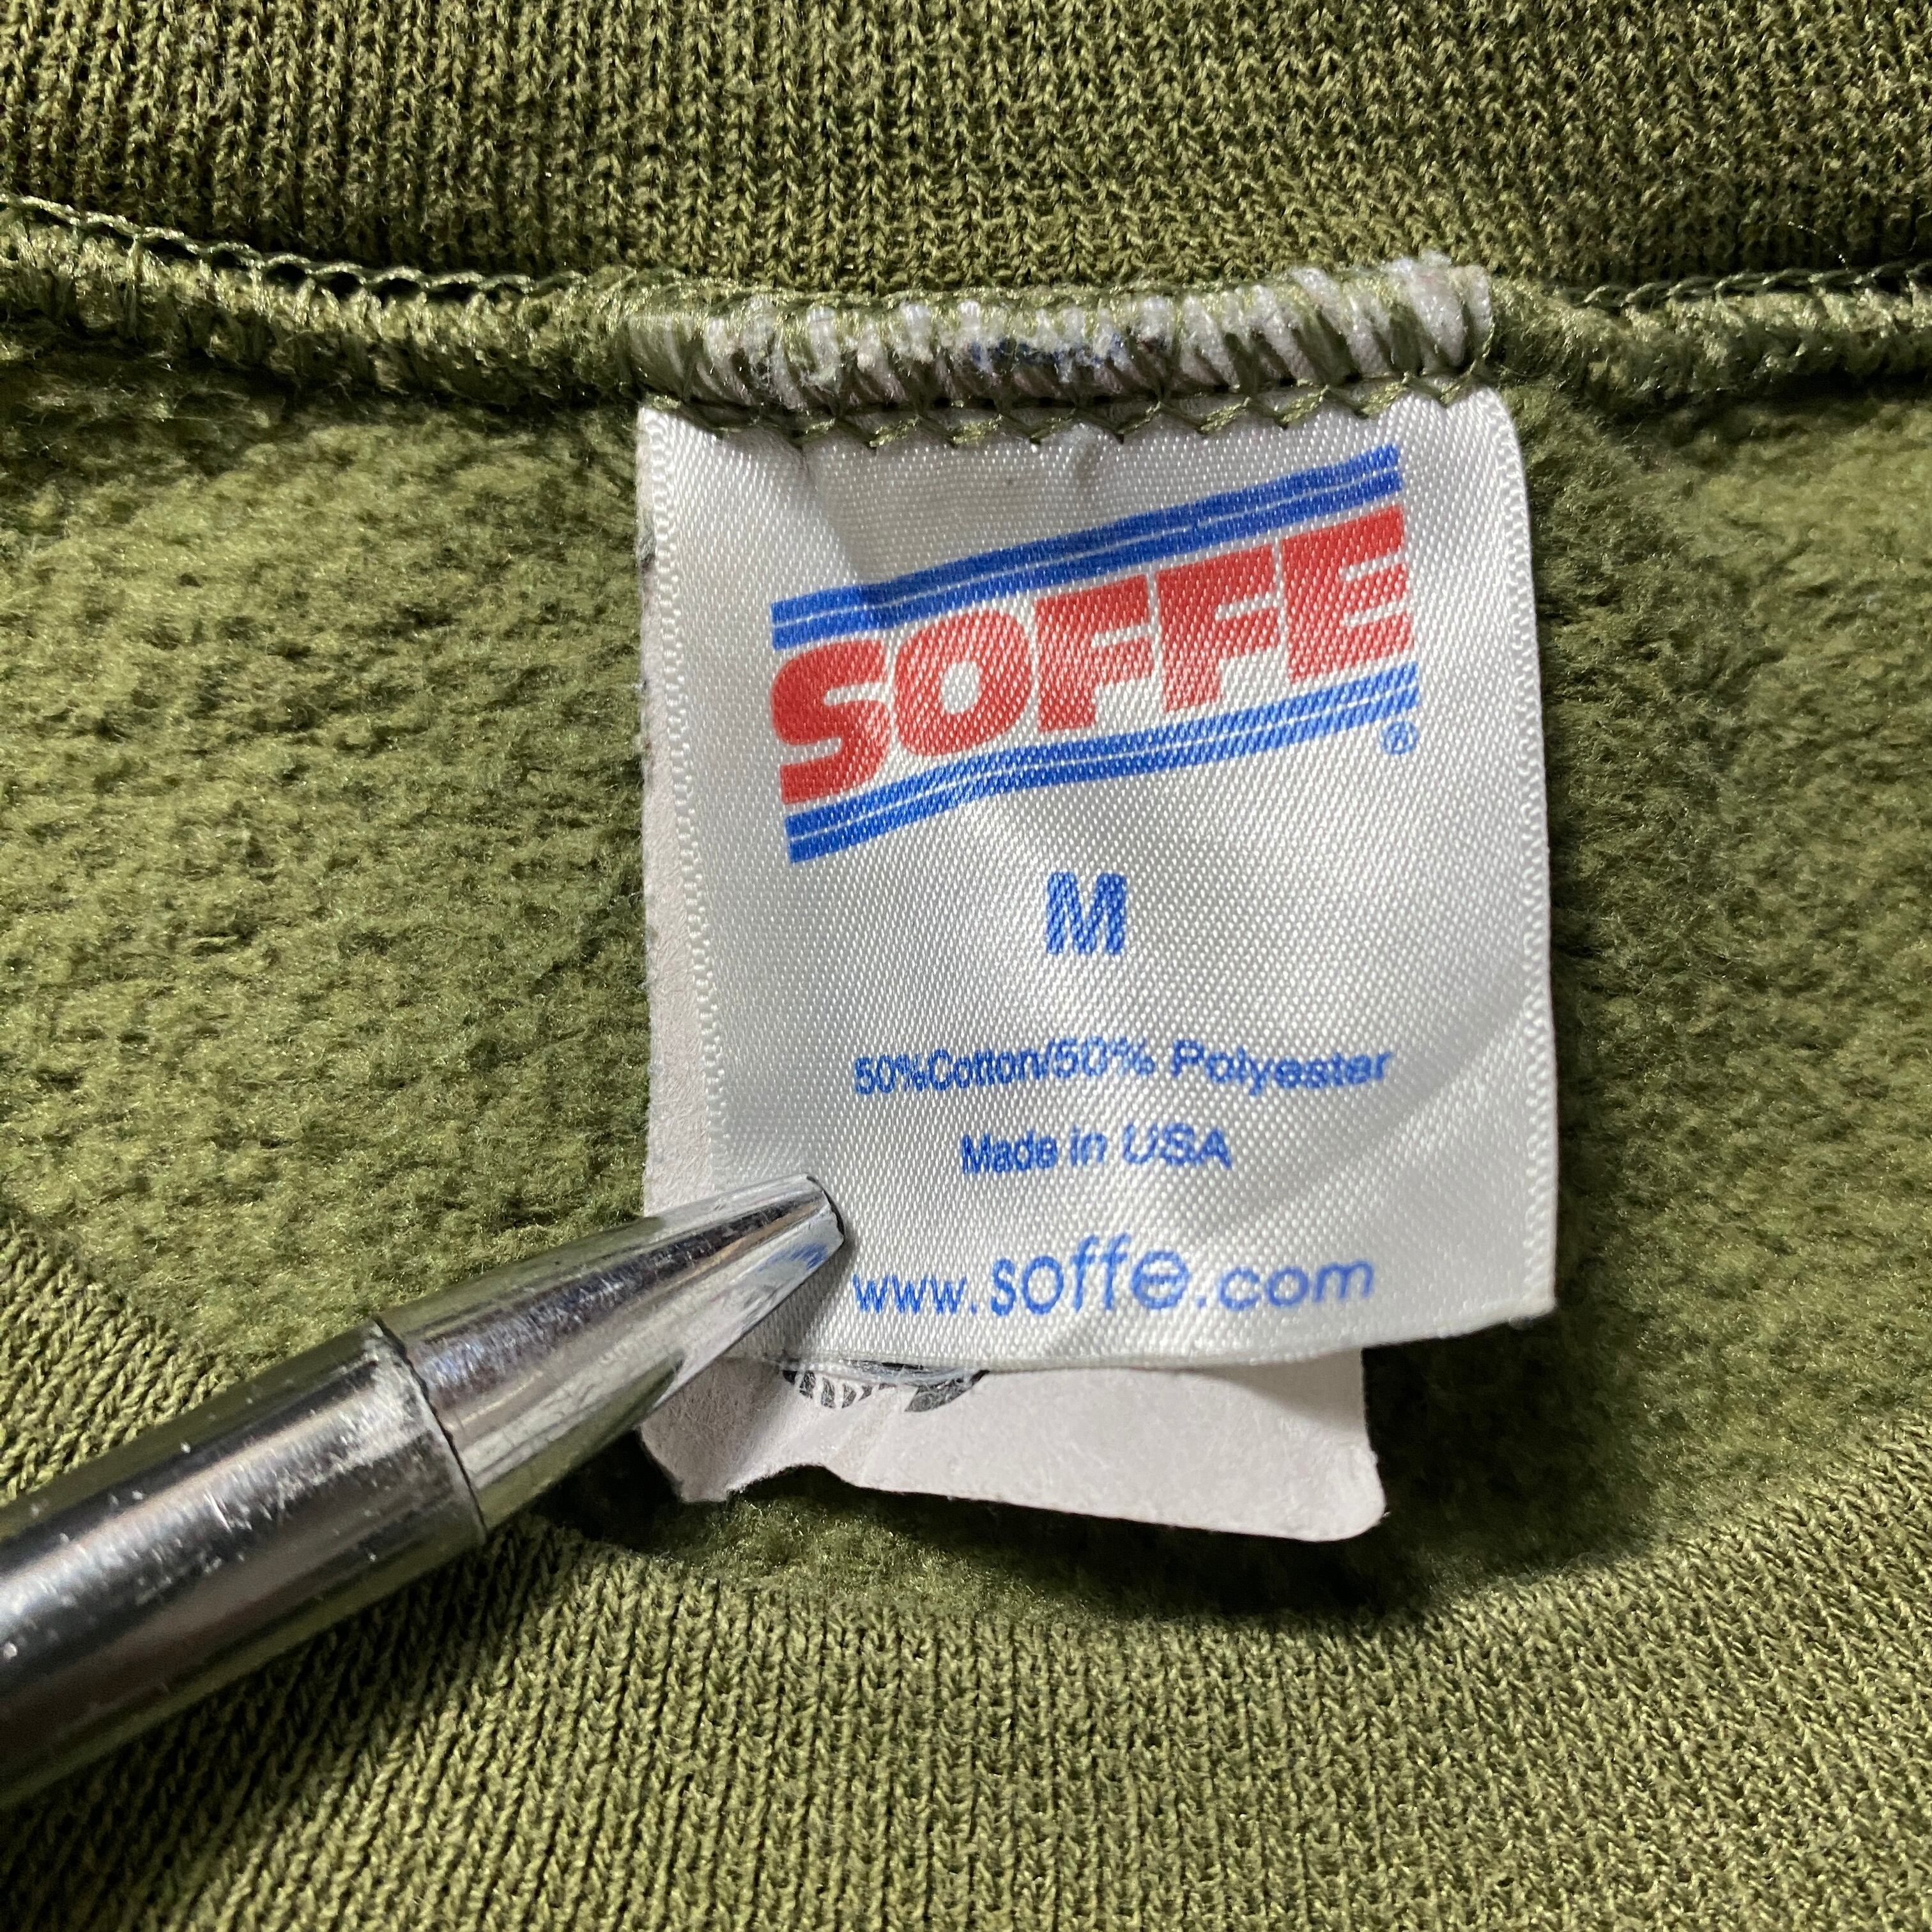 SOFFE
®
M
50%Cotton/50% Polyester
Made in USA
www.soffe.com